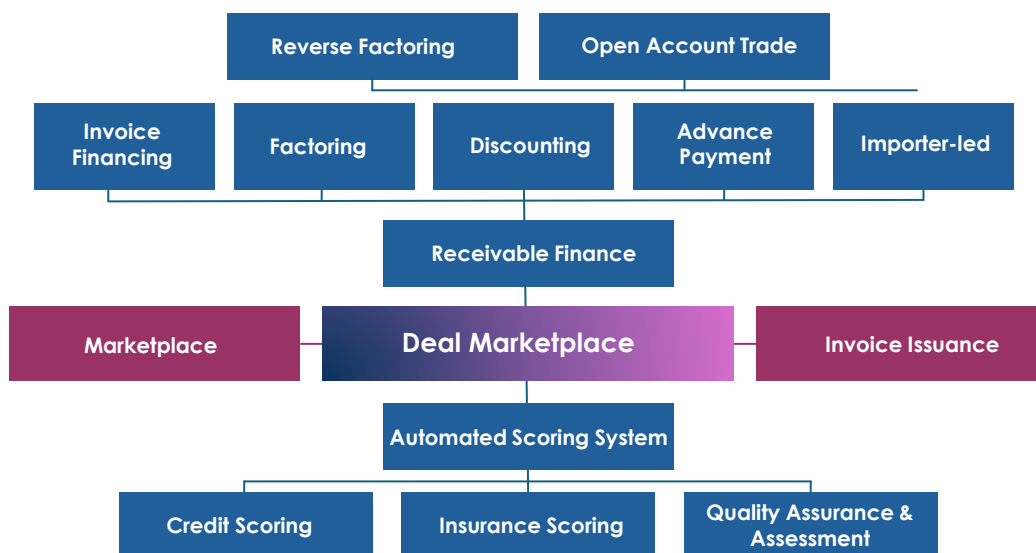 Reverse Factoring
Open Account Trade
Invoice
Financing
Factoring
Discounting
Advance
Payment
Importer-led
Receivable Finance
Marketplace
Deal Marketplace
Invoice Issuance
Automated Scoring System
Credit Scoring
Insurance Scoring
Quality Assurance &
Assessment